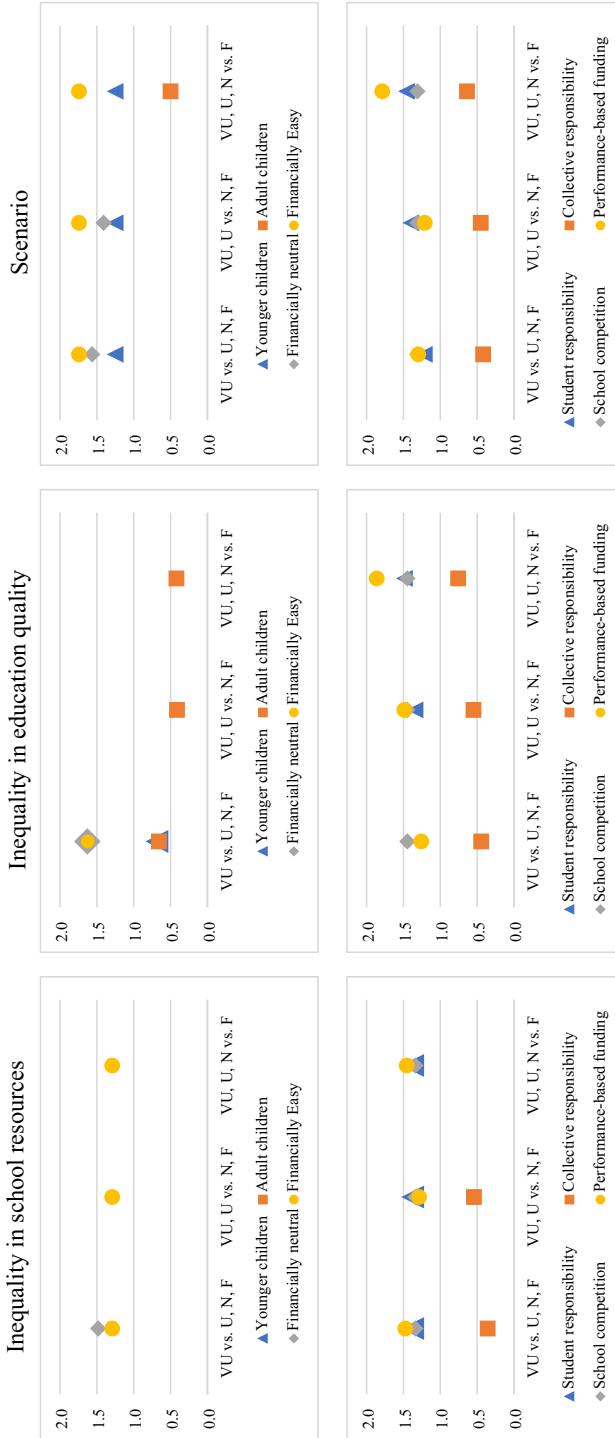 Inequality in school resources
2.0
1.5
1.0
0.5
0.0
VU vs. U, N, F VU, U vs. N, F VU, U, N vs. F
Younger children Adult children
Financially neutral Financially Easy
Inequality in education quality
2.0
1.5
1.0
0.5
0.0
VU vs. U, N, F VU, U vs. N, F VU, U, N vs. F
Younger children Adult children
Financially neutral Financially Easy
Scenario
2.0
1.5
1.0
0.5
0.0
VU vs. U, N, F VU, U vs. N, F VU, U, N vs. F
Younger children Adult children
Financially neutral Financially Easy
2.0
1.5
1.0
0.5
0.0
VU vs. U, N, F VU, U vs. N, F VU, U, N vs. F
Student responsibility Collective responsibility
School competition Performance-based funding
2.0
1.5
1.0
0.5
0.0
VU vs. U, N, F VU, U vs. N, F VU, U, N vs. F
Student responsibility Collective responsibility
School competition Performance-based funding
2.0
1.5
1.0
0.5
0.0
VU vs. U, N, F VU, U vs. N, F VU, U, N vs. F
Student responsibility Collective responsibility
School competition Performance-based funding